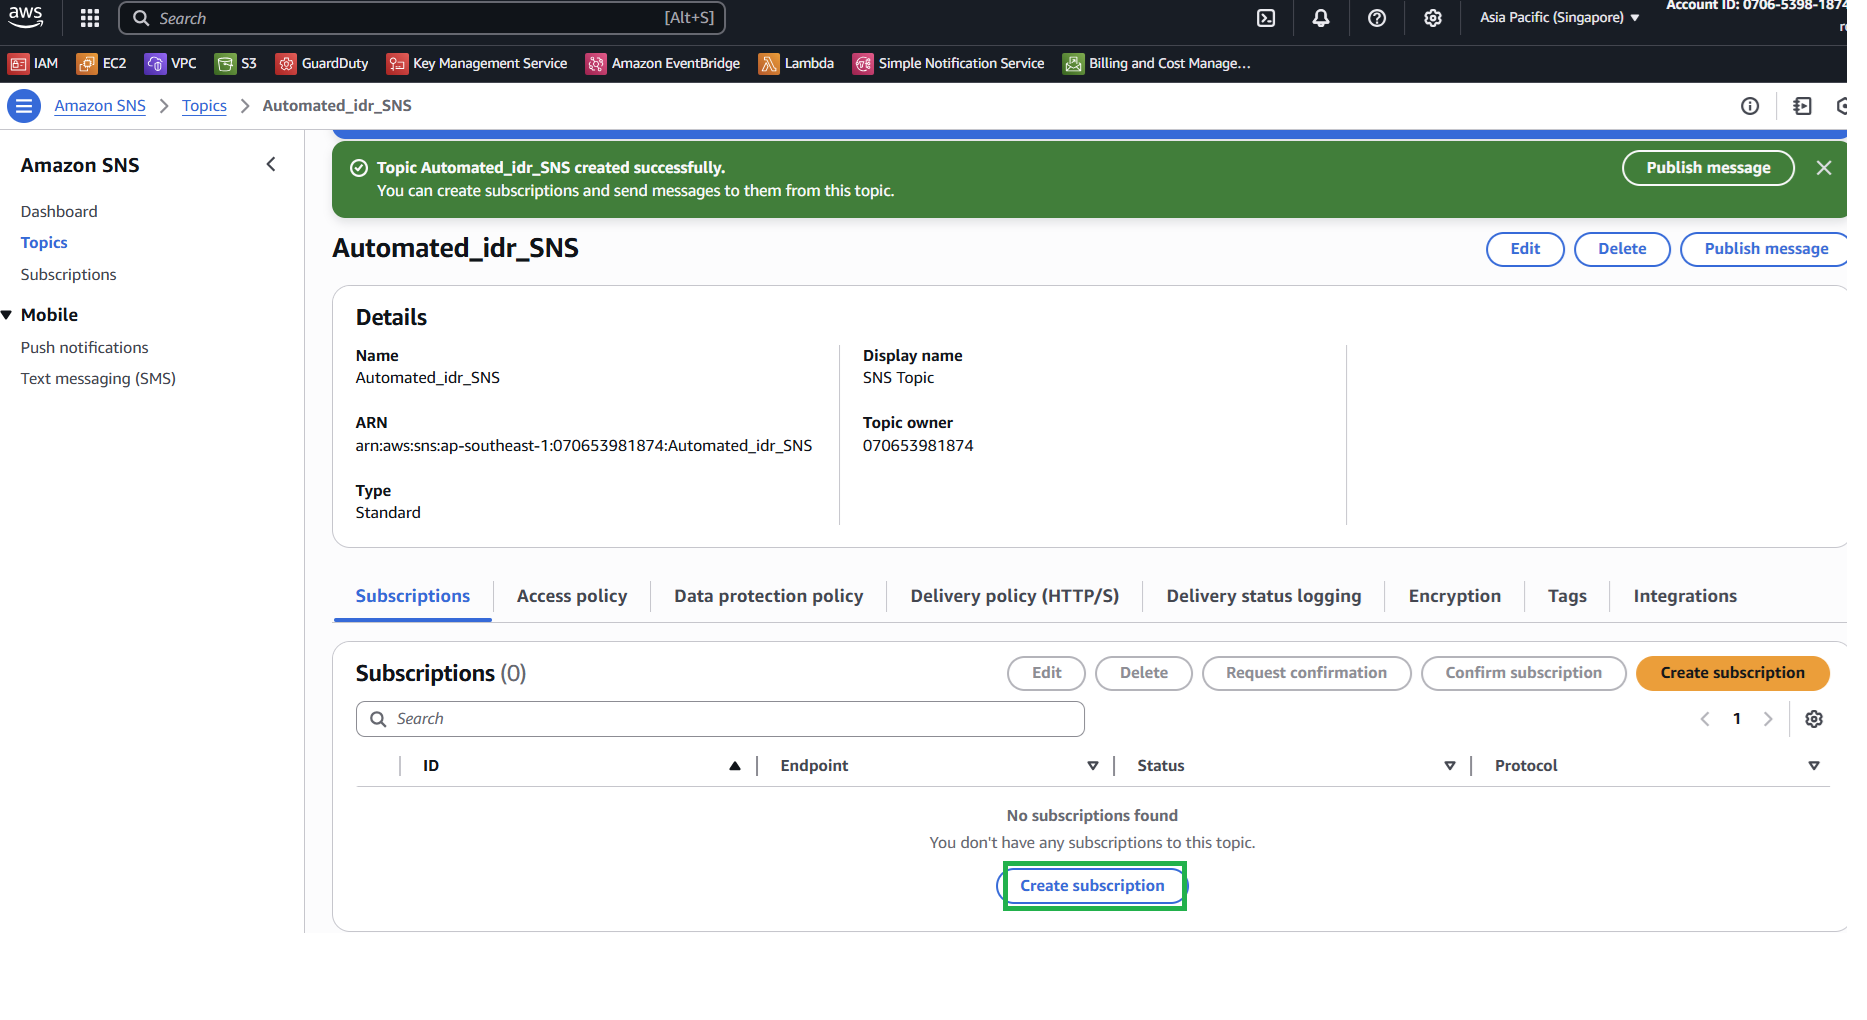 aws
Search [Alt+S]
Asia Pacific (Singapore)
Account ID: 0706-5398-1874
IAM EC2 VPC S3 GuardDuty Key Management Service Amazon EventBridge Lambda Simple Notification Service Billing and Cost Manage...
Amazon SNS Topics Automated_idr_SNS
Amazon SNS
Dashboard
Topics
Subscriptions
Mobile
Push notifications
Text messaging (SMS)
Topic Automated_idr_SNS created successfully.
You can create subscriptions and send messages to them from this topic.
Publish message
Automated_idr_SNS
Edit Delete Publish message
Details
Name
Automated_idr_SNS
ARN
arn:aws:sns:ap-southeast-1:070653981874:Automated_idr_SNS
Type
Standard
Display name
SNS Topic
Topic owner
070653981874
Subscriptions Access policy Data protection policy Delivery policy (HTTP/S) Delivery status logging Encryption Tags Integrations
Subscriptions (0)
Edit Delete Request confirmation Confirm subscription Create subscription
Search
1
ID Endpoint Status Protocol
No subscriptions found
You don't have any subscriptions to this topic.
Create subscription